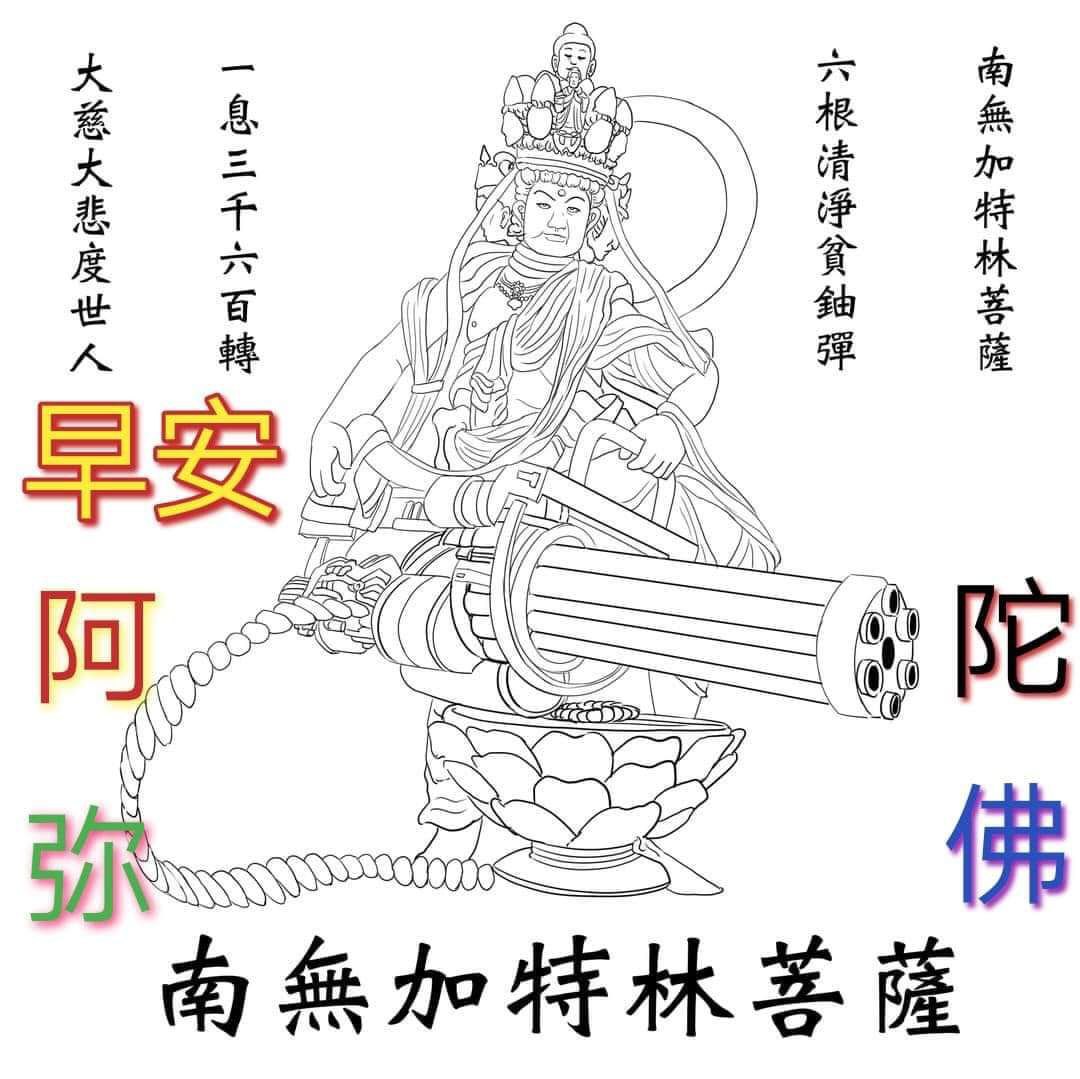 南無加特林菩薩
六根清淨貧鈾彈
一息三千六百轉
大慈大悲度世人
早安
阿
弥
陀
佛
南無加特林菩薩